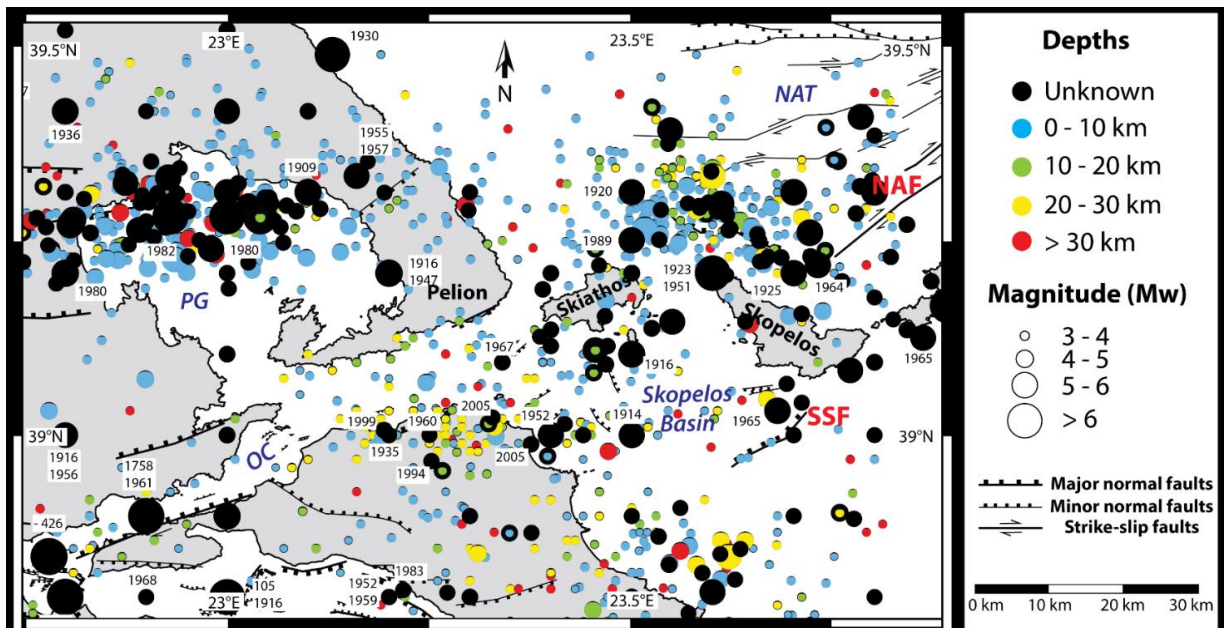 39.5°N
23°E
1930
23.5°E
39.5°N
N
NAT
1936
1955
1957
1909
1920
NAF
1982
1980
1989
1980
PG
1916
1947
Pelion
Skiathos
1923
1951
1925
1964
Skopelos
1967
1916
1965
Skopelos
Basin
1965
SSF
2005
1952
1914
1999
1960
1935
2005
39°N
39°N
1916
1956
OC
1758
1961
1994
- 426
1968
23°E
105
1916
1952
1959
1983
23.5°E
Depths
Unknown
0 - 10 km
10 - 20 km
20 - 30 km
> 30 km
Magnitude (Mw)
3 - 4
4 - 5
5 - 6
> 6
Major normal faults
Minor normal faults
Strike-slip faults
0 km
10 km
20 km
30 km